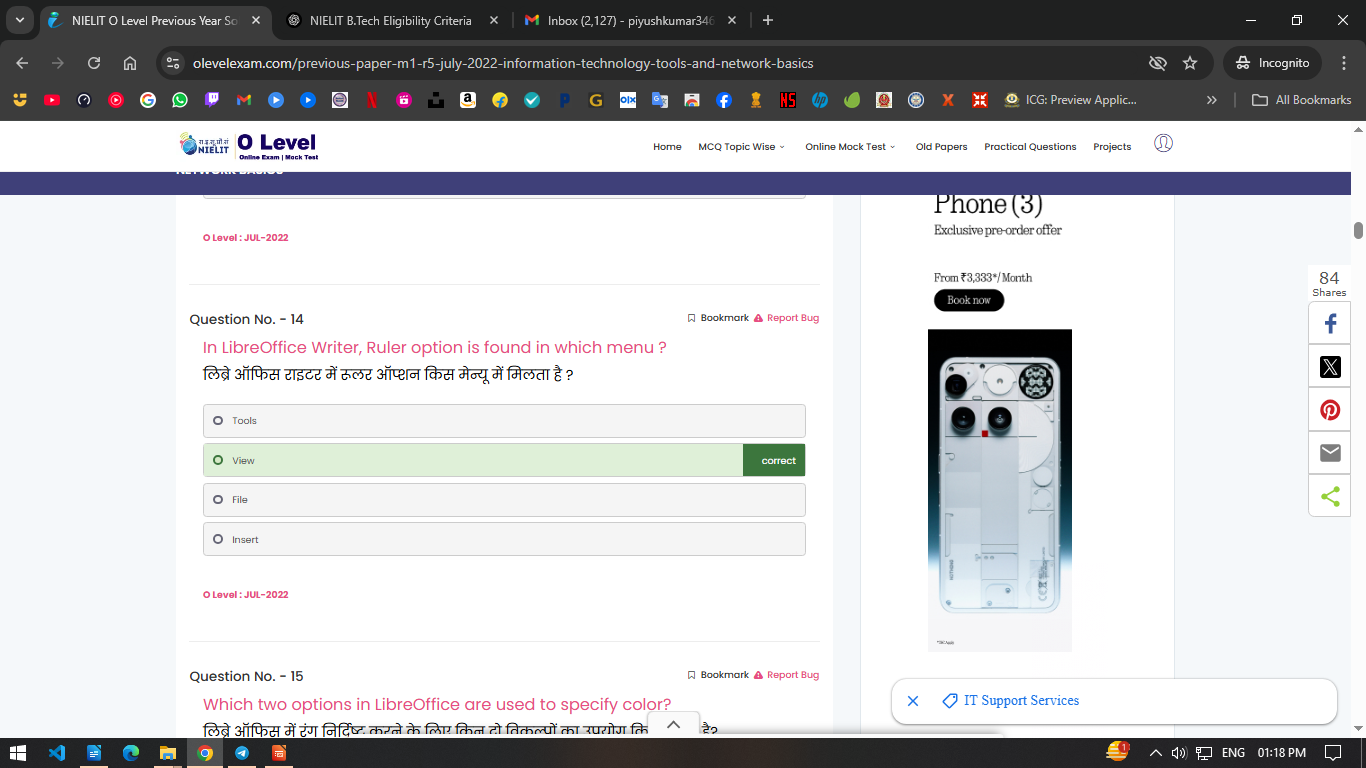 NIELIT O Level Previous Year So
NIELIT B.Tech Eligibility Criteria
Inbox (2,127) - piyushkumar346
olevelexam.com/previous-paper-m1-r5-july-2022-information-technology-tools-and-network-basics
Incognito
ICG: Preview Applic...
All Bookmarks
रा.इ.सू.प्रौ.सं
NIELIT
O Level
Online Exam | Mock Test
Home
MCQ Topic Wise
Online Mock Test
Old Papers
Practical Questions
Projects
NETWORK BASICS
O Level : JUL-2022
Question No. - 14
Bookmark
Report Bug
In LibreOffice Writer, Ruler option is found in which menu ?
लिब्रे ऑफिस राइटर में रूलर ऑप्शन किस मेन्यू में मिलता है ?
Tools
View
correct
File
Insert
O Level : JUL-2022
Question No. - 15
Bookmark
Report Bug
Which two options in LibreOffice are used to specify color?
लिब्रे ऑफिस में रंग निर्दिष्ट करने के लिए किन दो विकल्पों का उपयोग कि
है?
Phone (3)
Exclusive pre-order offer
From ₹3,333*/Month
Book now
84
Shares
IT Support Services
ENG
01:18 PM